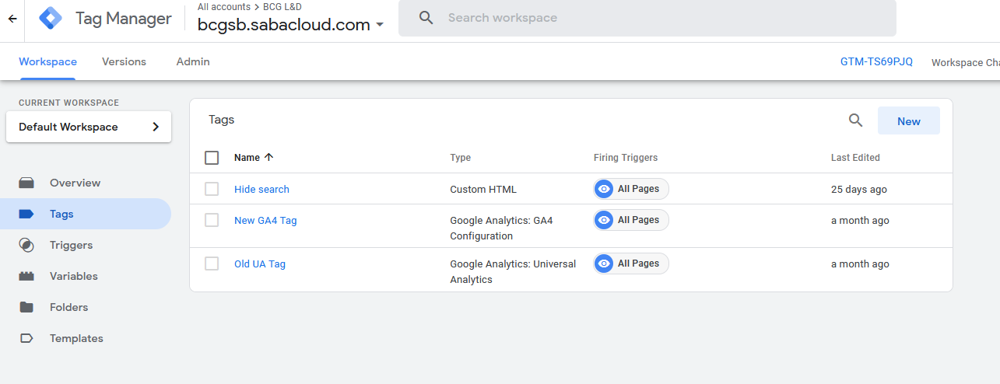 All accounts > BCG L&D
Tag Manager
bcgsb.sabacloud.com
Search workspace
Workspace Versions Admin
GTM-TS69PJQ Workspace Cha
CURRENT WORKSPACE
Default Workspace
Overview
Tags
Triggers
Variables
Folders
Templates
Tags
New
Name Type Firing Triggers Last Edited
Hide search Custom HTML All Pages 25 days ago
New GA4 Tag Google Analytics: GA4 All Pages a month ago
Configuration
Old UA Tag Google Analytics: Universal All Pages a month ago
Analytics